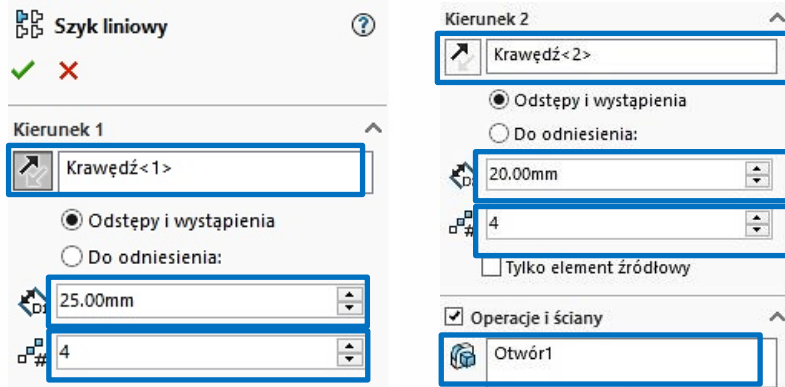 Szyk liniowy
Kierunek 1
Krawędź<1>
Odstępy i wystąpienia
Do odniesienia:
D1
25.00mm
#
4
Kierunek 2
Krawędź<2>
Odstępy i wystąpienia
Do odniesienia:
20.00mm
#
4
Tylko element źródłowy
Operacje i ściany
Otwór1